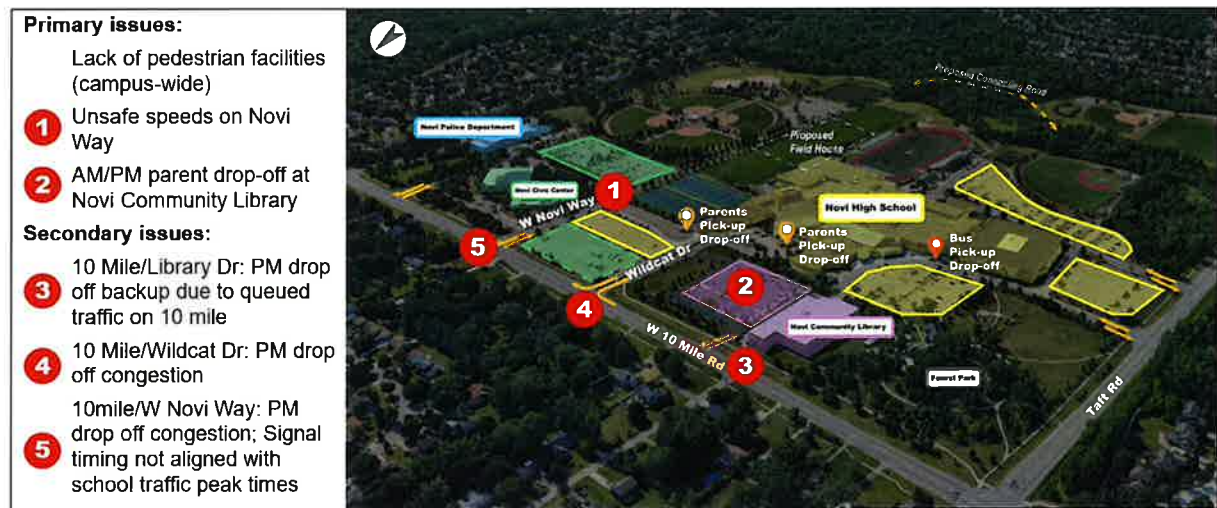 Primary issues:
Lack of pedestrian facilities
(campus-wide)
1 Unsafe speeds on Novi
Way
2 AM/PM parent drop-off at
Novi Community Library
Secondary issues:
3 10 Mile/Library Dr: PM drop
off backup due to queued
traffic on 10 mile
4 10 Mile/Wildcat Dr: PM drop
off congestion
5 10mile/W Novi Way: PM
drop off congestion; Signal
timing not aligned with
school traffic peak times
Proposed Connecting Road
Novi Police Department
Proposed
Field House
Novi Civic Center
1
W Novi Way
Parents
Pick-up
Drop-off
Novi High School
Parents
Pick-up
Drop-off
Bus
Pick-up
Drop-off
5
Wildcat Dr
2
4
Novi Community Library
W 10 Mile Rd
3
Forest Park
Taft Rd